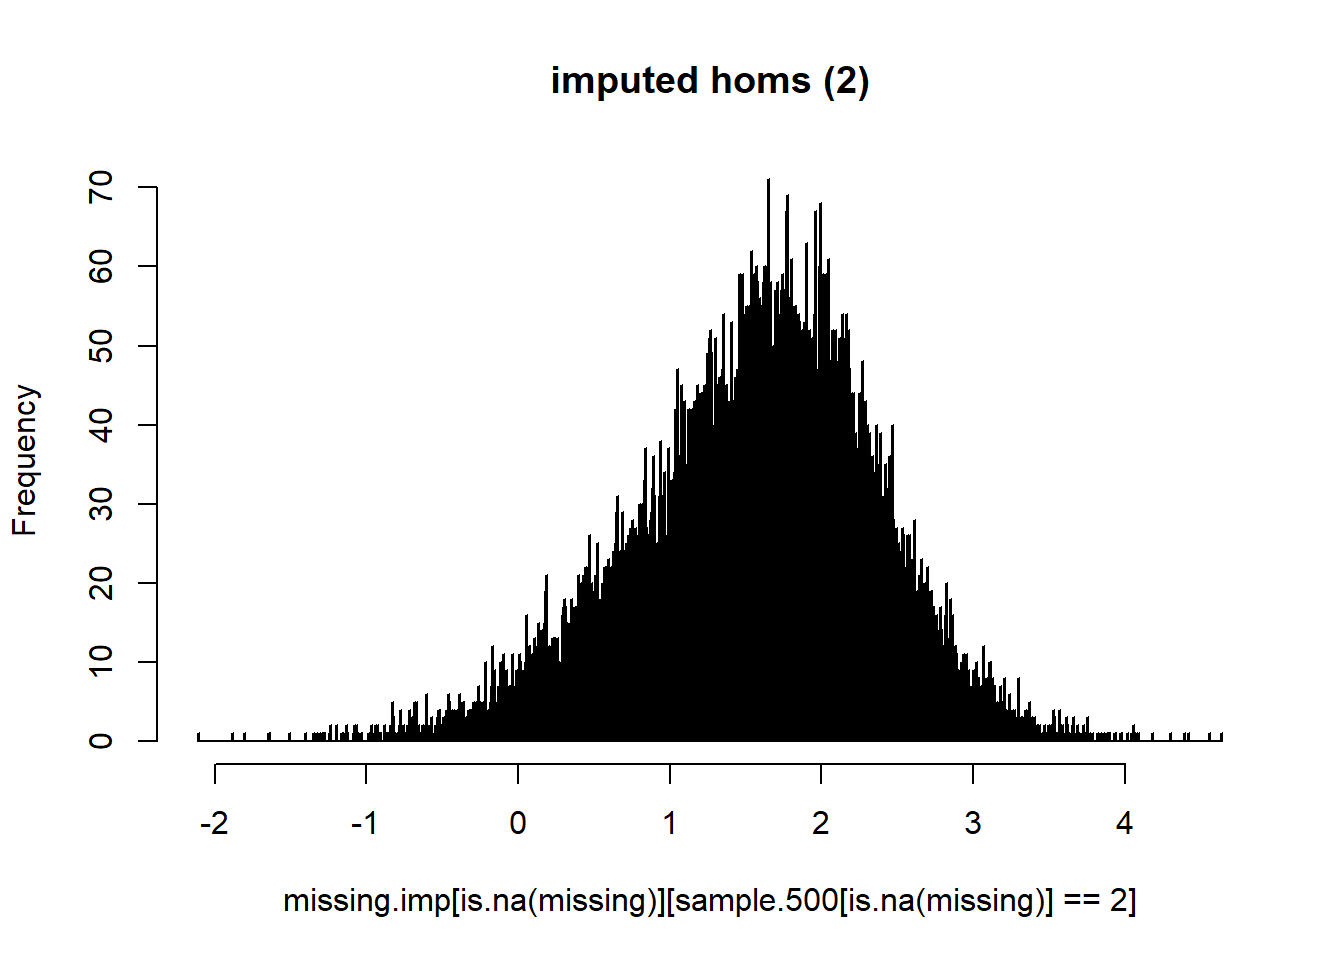 imputed homs (2)
Frequency
70
60
50
40
30
20
10
0
-2 -1 0 1 2 3 4
missing.imp[is.na(missing)][sample.500[is.na(missing)] == 2]